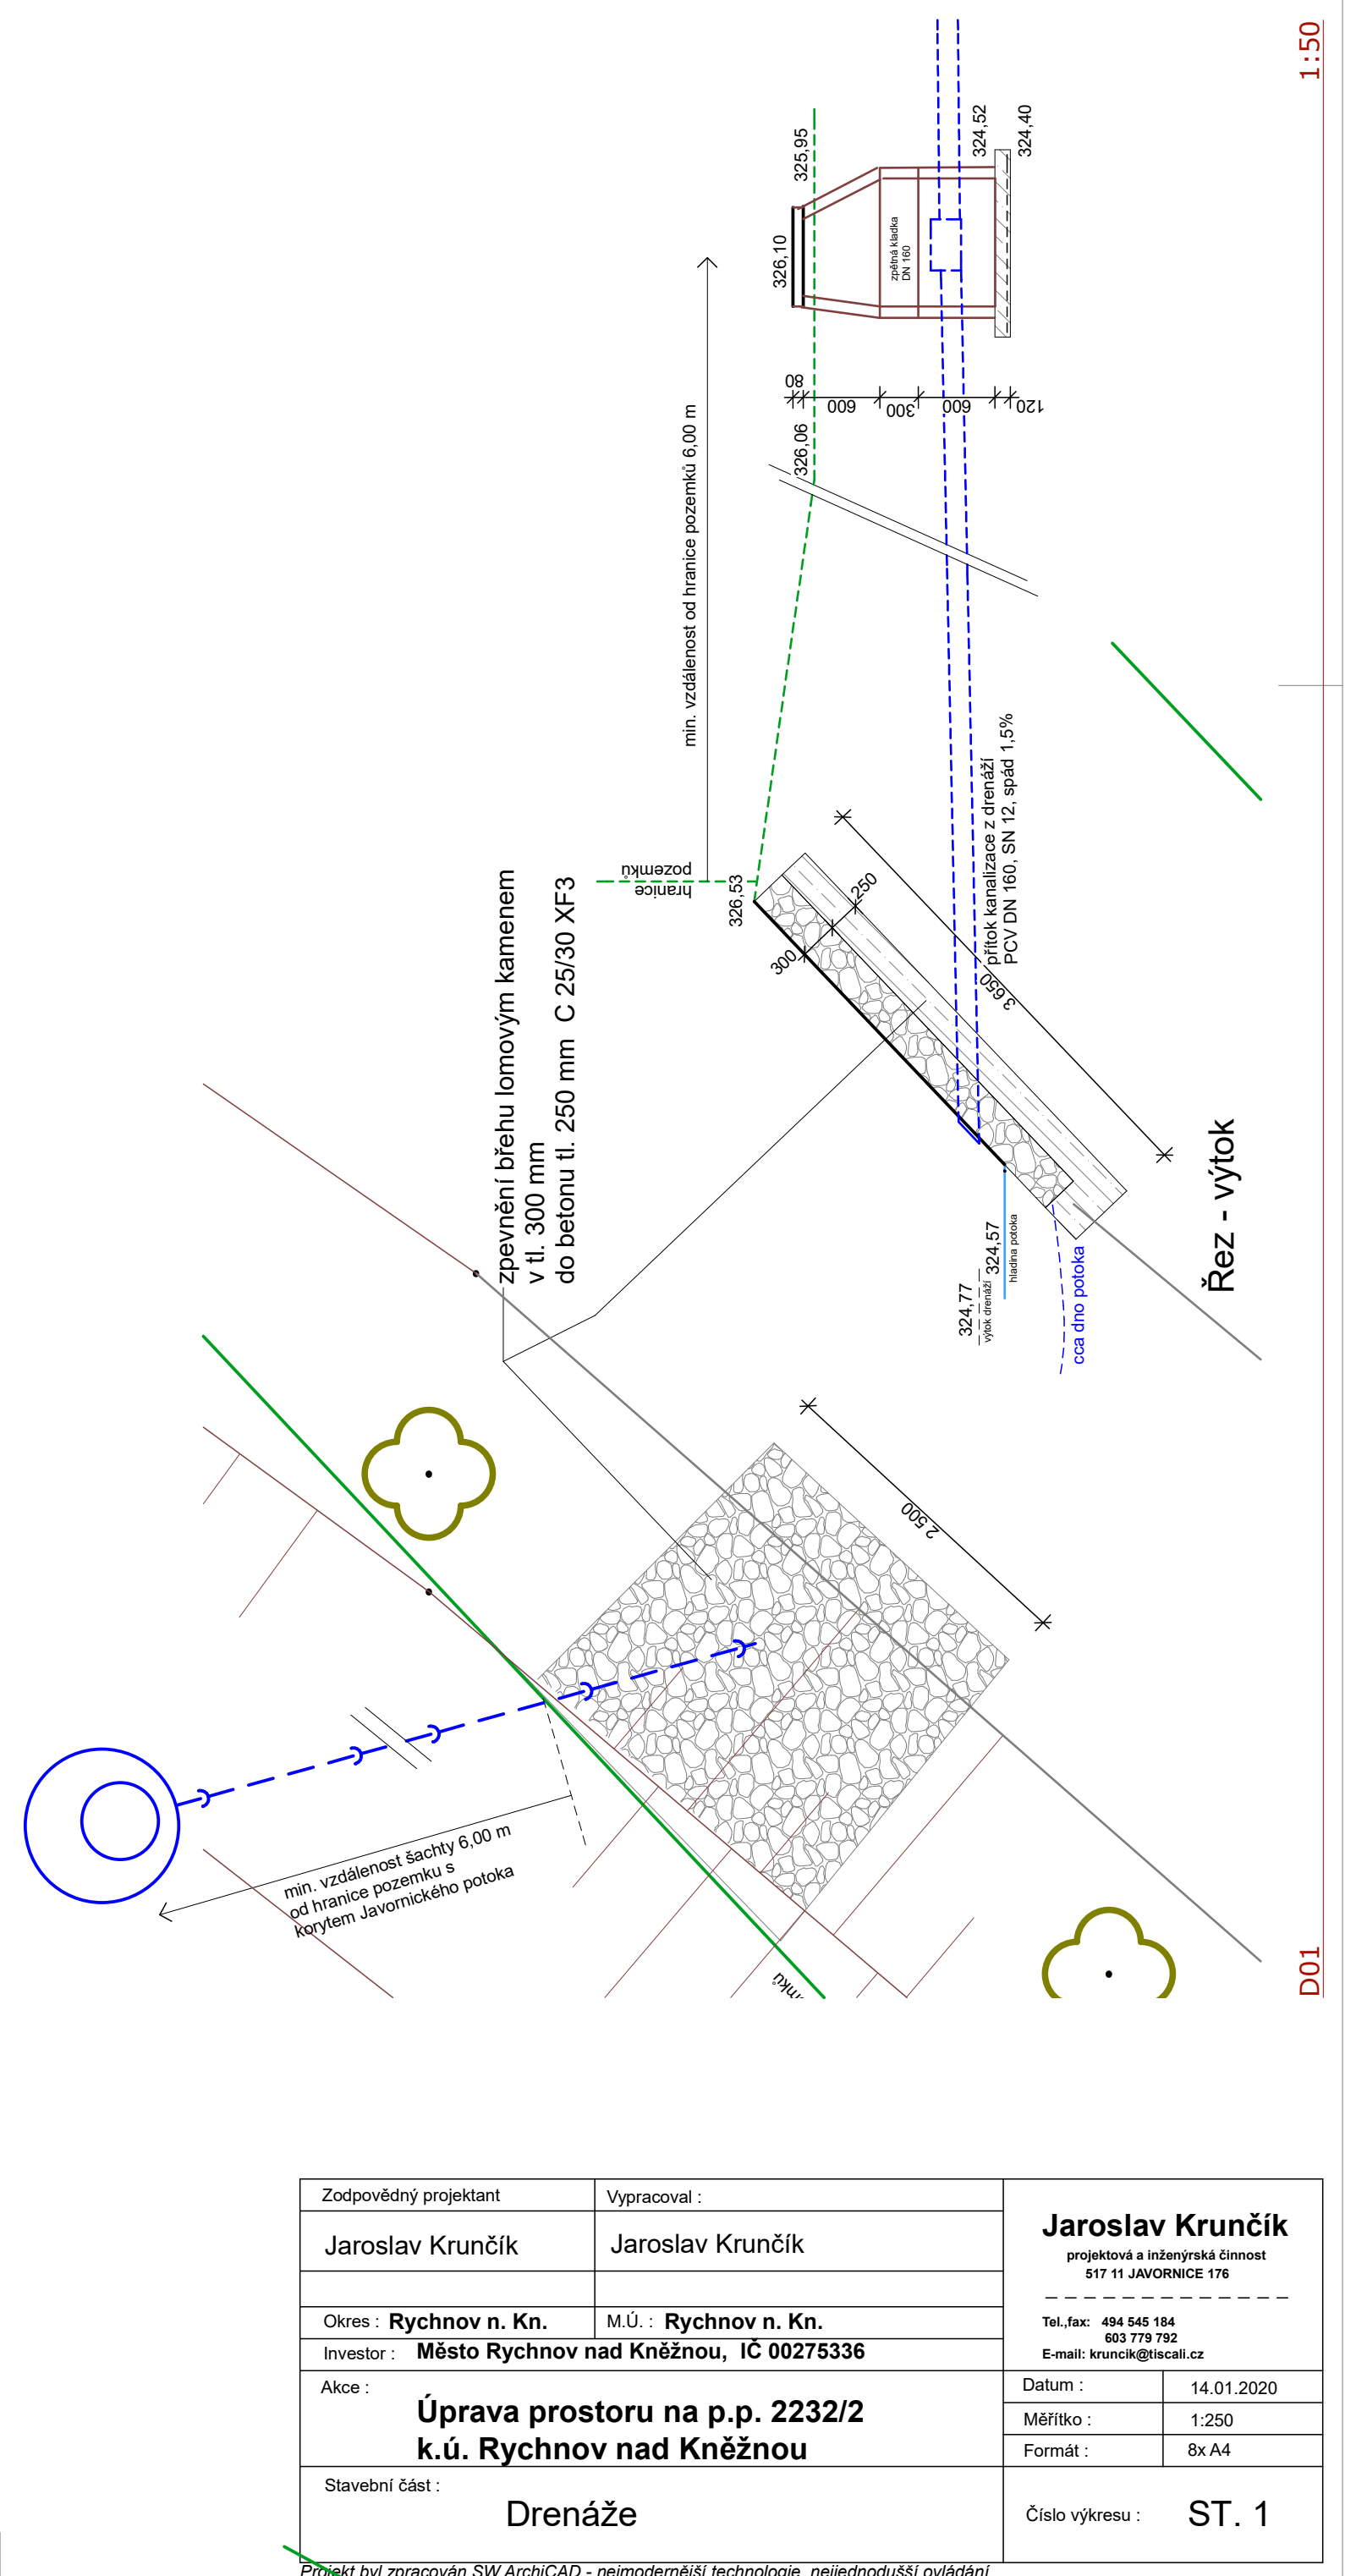 1:50
D01
325,95
326,10
324,52
324,40
zpětná kladka
DN 160
80
600
300
600
120
326,06
min. vzdálenost od hranice pozemků 6,00 m
hranice
pozemků
326,53
300
250
3 650
přítok kanalizace z drenáží
PCV DN 160, SN 12, spád 1,5%
zpevnění břehu lomovým kamenem
v tl. 300 mm
do betonu tl. 250 mm C 25/30 XF3
324,77
výtok drenáží
324,57
hladina potoka
cca dno potoka
Řez - výtok
2 500
min. vzdálenost šachty 6,00 m
od hranice pozemku s
korytem Javornického potoka
Zodpovědný projektant
Vypracoval :
Jaroslav Krunčík
Jaroslav Krunčík
Okres : Rychnov n. Kn.
M.Ú. : Rychnov n. Kn.
Investor : Město Rychnov nad Kněžnou, IČ 00275336
Akce :
Úprava prostoru na p.p. 2232/2
k.ú. Rychnov nad Kněžnou
Stavební část :
Drenáže
Jaroslav Krunčík
projektová a inženýrská činnost
517 11 JAVORNICE 176
Tel.,fax: 494 545 184
603 779 792
E-mail: kruncik@tiscali.cz
Datum : 14.01.2020
Měřítko : 1:250
Formát : 8x A4
Číslo výkresu : ST. 1
Projekt byl zpracován SW ArchiCAD - nejmodernější technologie, nejjednodušší ovládání